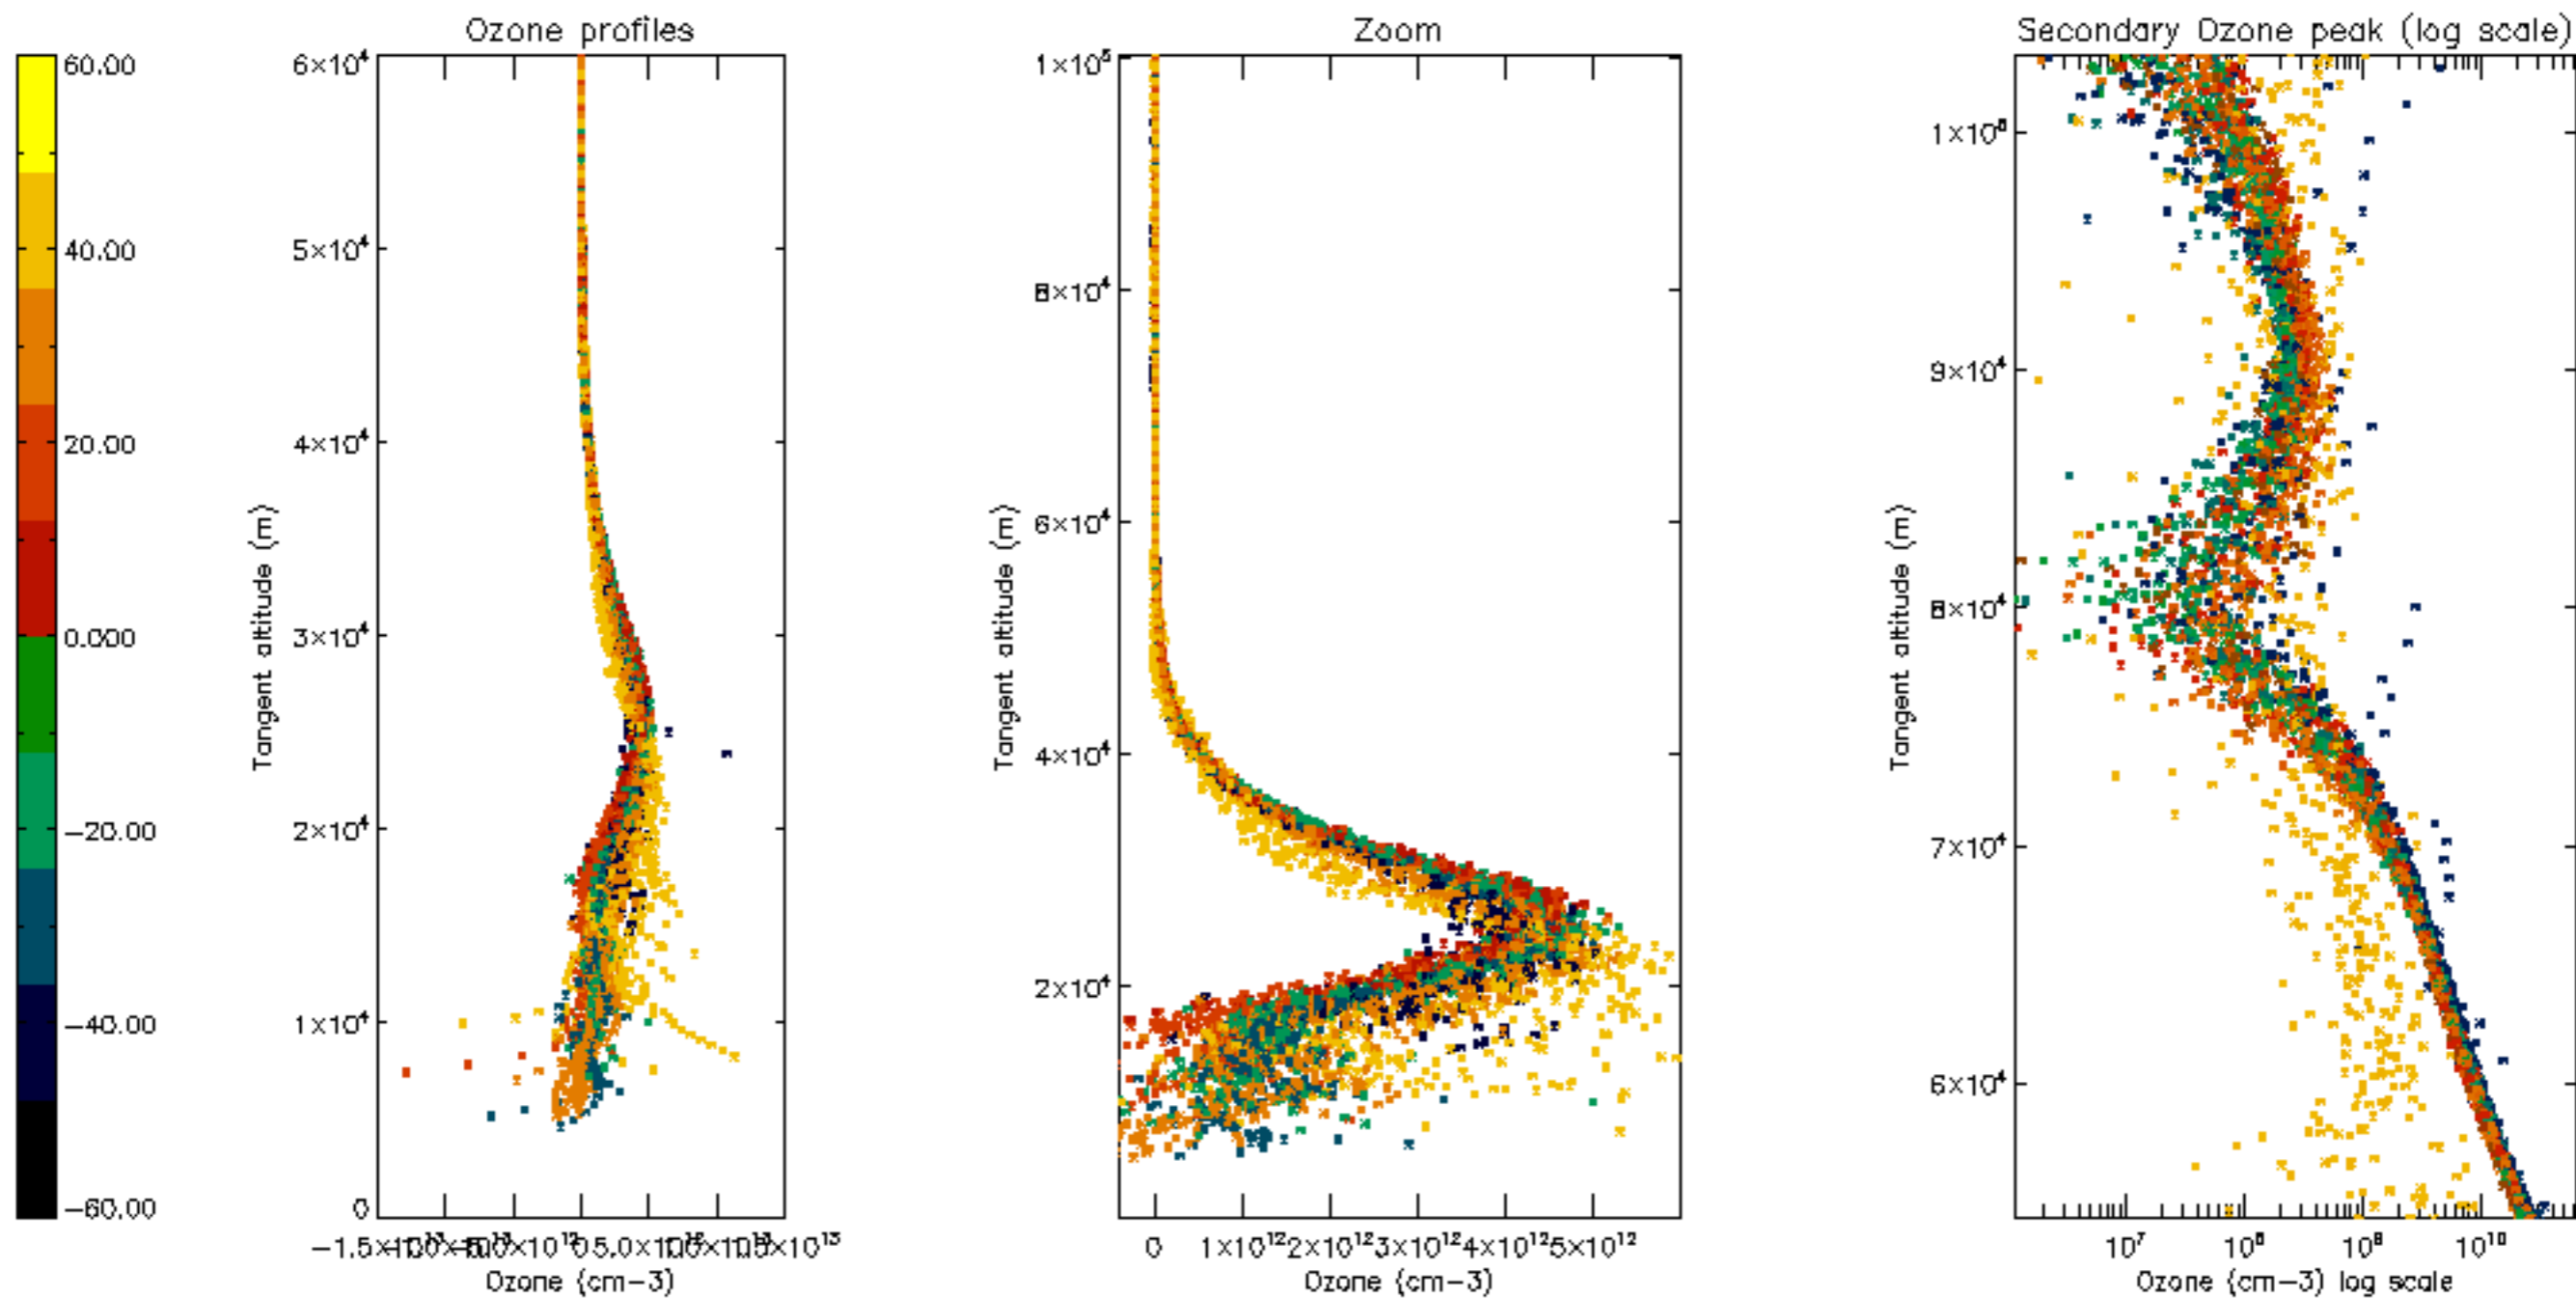 Ozone profiles
Zoom
Secondary Ozone peak (log scale)
60.00
40.00
20.00
0.000
−20.00
−40.00
−60.00
6×10⁴
5×10⁴
4×10⁴
3×10⁴
2×10⁴
1×10⁴
0
Tangent altitude (m)
Ozone (cm−3)
1×10⁵
8×10⁴
6×10⁴
4×10⁴
2×10⁴
Tangent altitude (m)
0 1×10¹² 2×10¹² 3×10¹² 4×10¹² 5×10¹²
Ozone (cm−3)
9×10⁴
8×10⁴
7×10⁴
6×10⁴
Tangent altitude (m)
10⁷ 10⁸ 10⁹ 10¹⁰
Ozone (cm−3) log scale